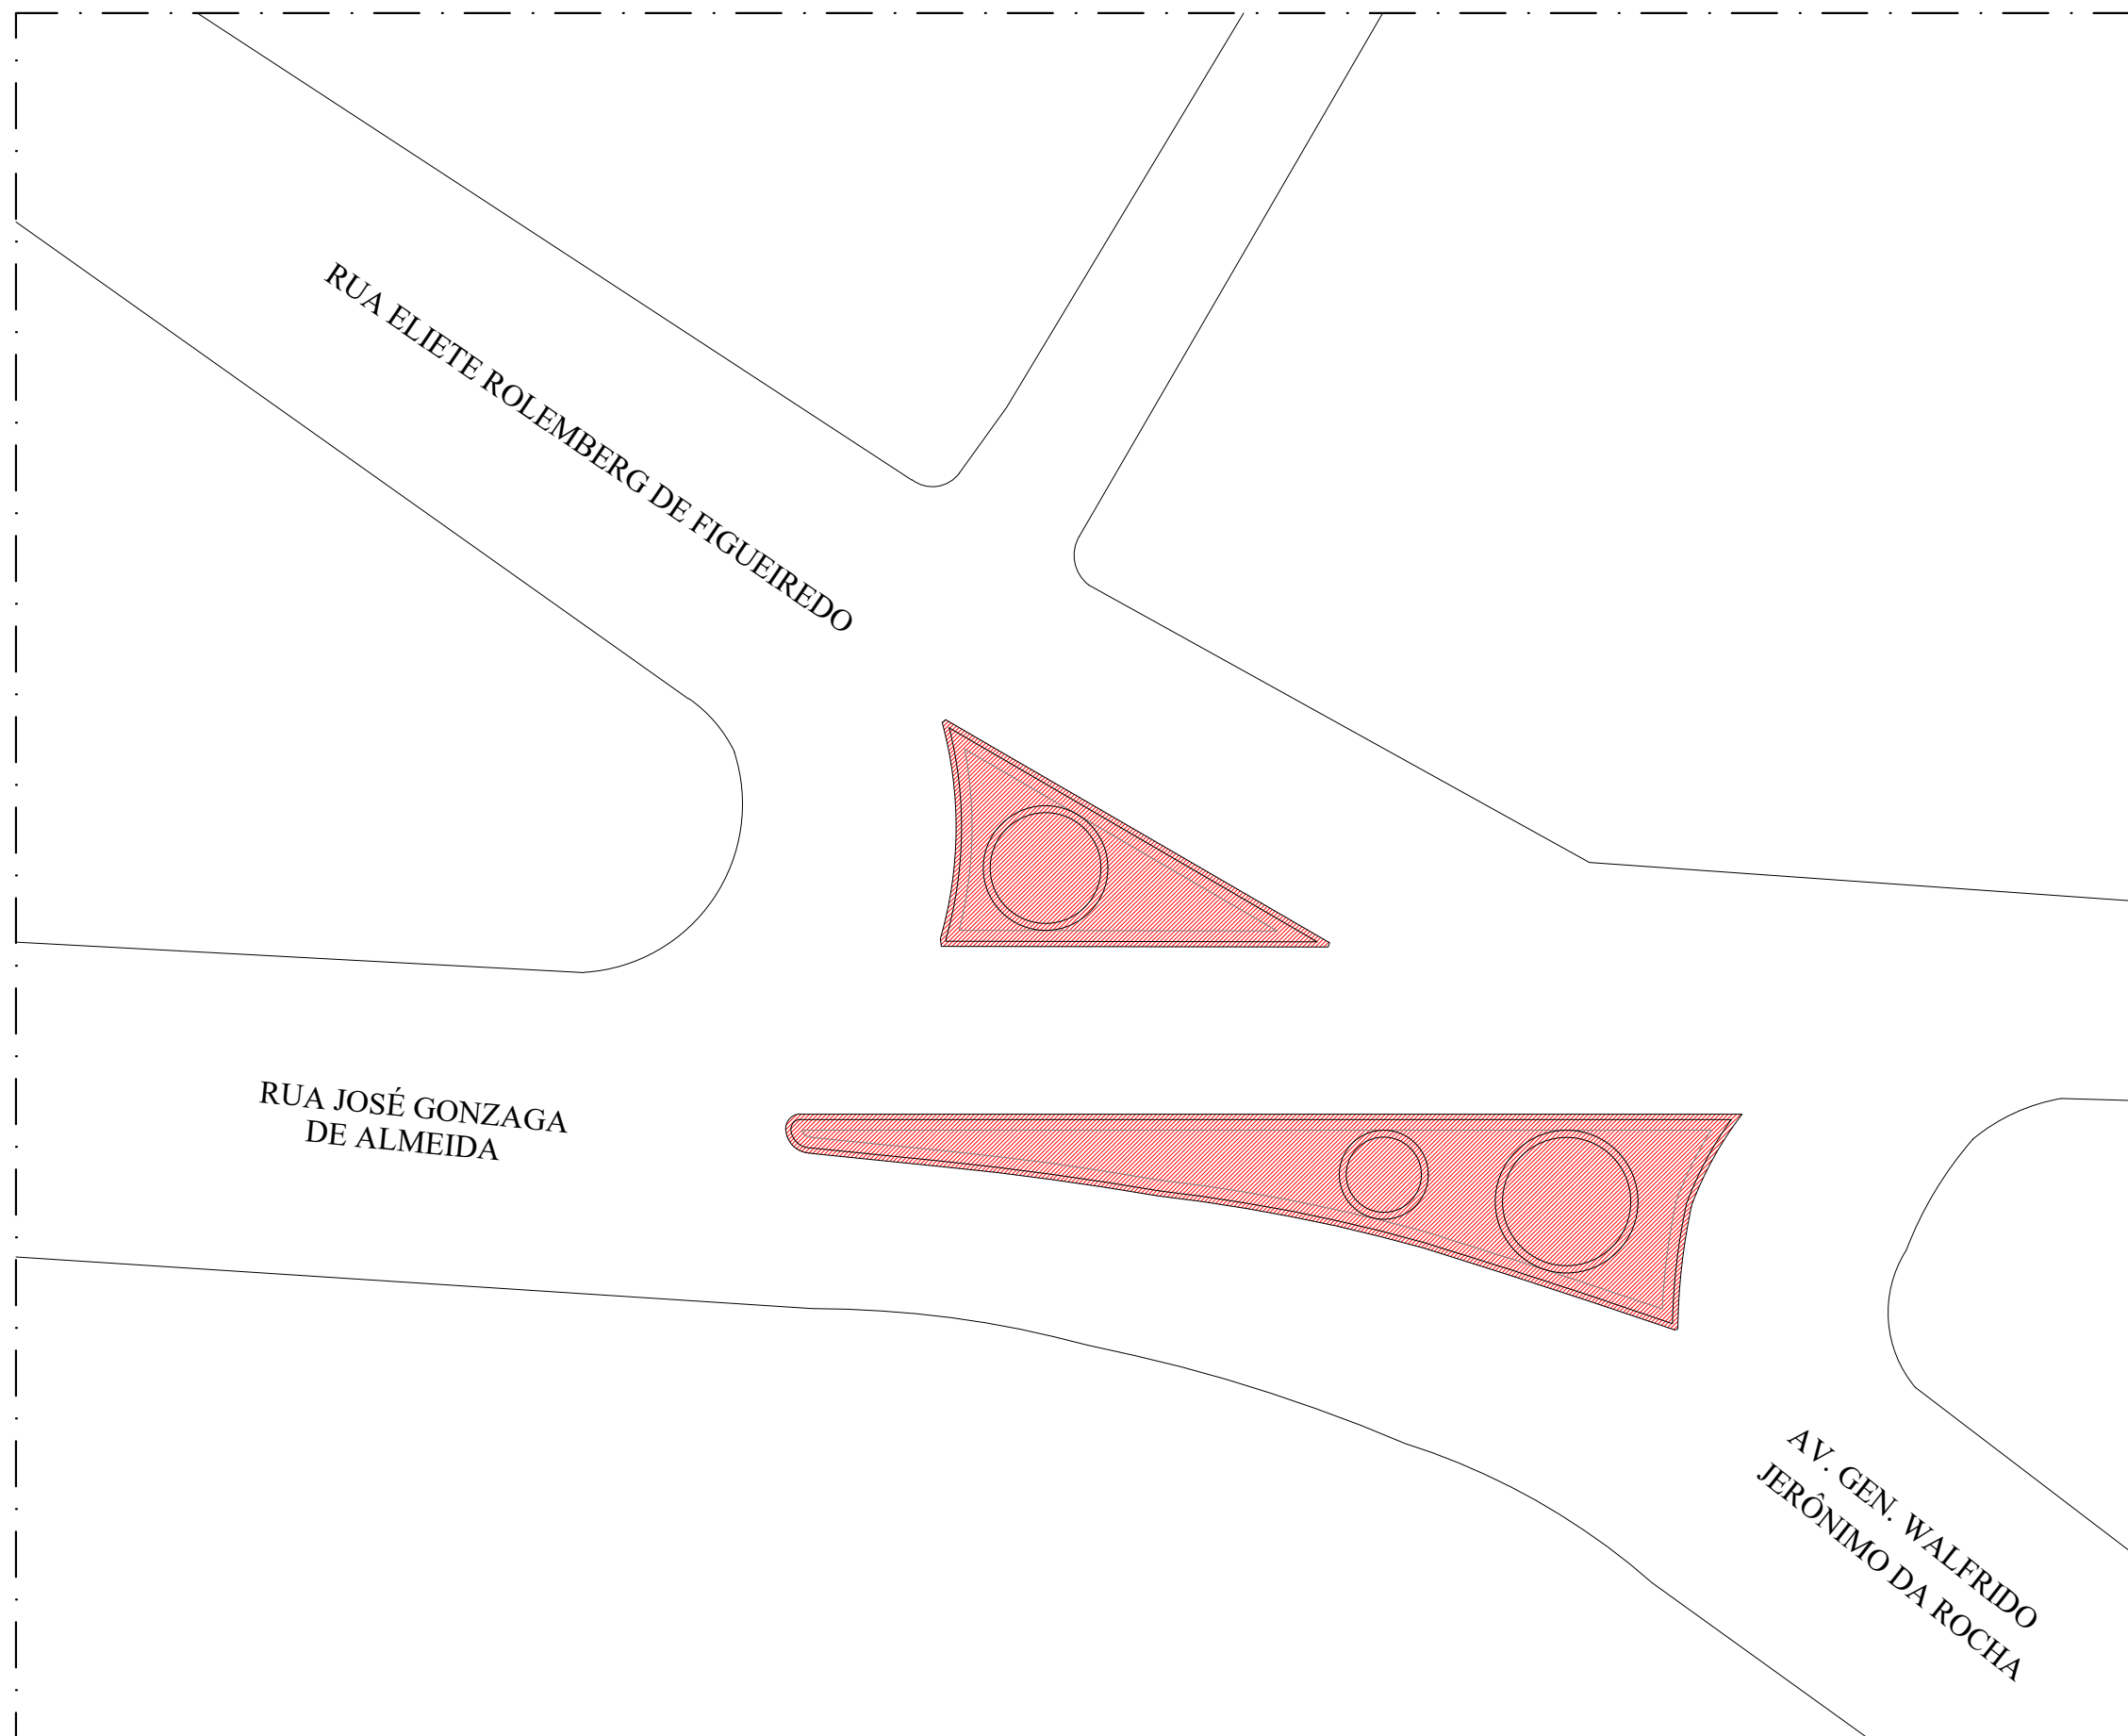 RUA ELIETE ROLEMBERG DE FIGUEIREDO
RUA JOSÉ GONZAGA
DE ALMEIDA
AV. GEN. WALFRIDO
JERÔNIMO DA ROCHA